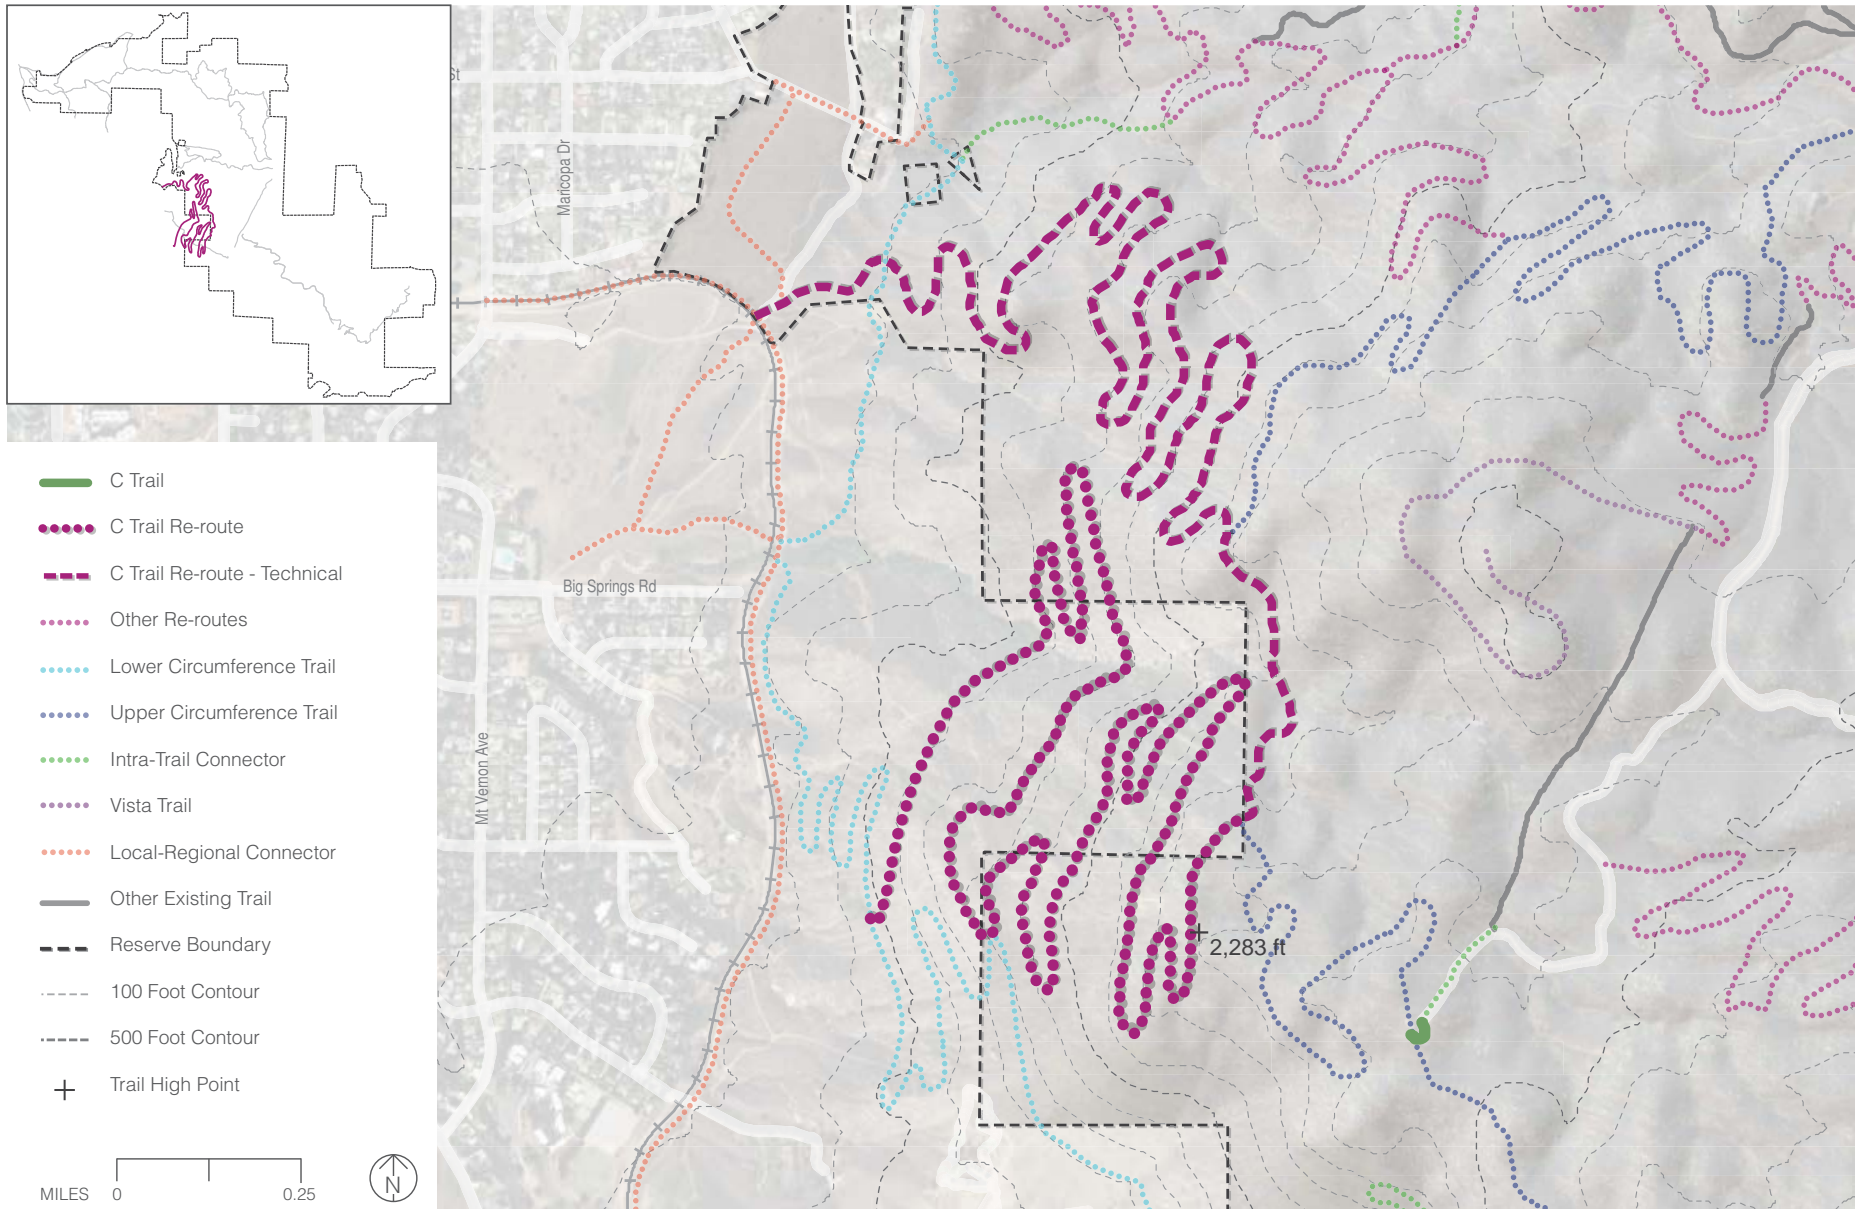 St
Maricopa Dr
Big Springs Rd
Mt Vernon Ave
2,283 ft
C Trail
C Trail Re-route
C Trail Re-route - Technical
Other Re-routes
Lower Circumference Trail
Upper Circumference Trail
Intra-Trail Connector
Vista Trail
Local-Regional Connector
Other Existing Trail
Reserve Boundary
100 Foot Contour
500 Foot Contour
Trail High Point
MILES 0 0.25
N